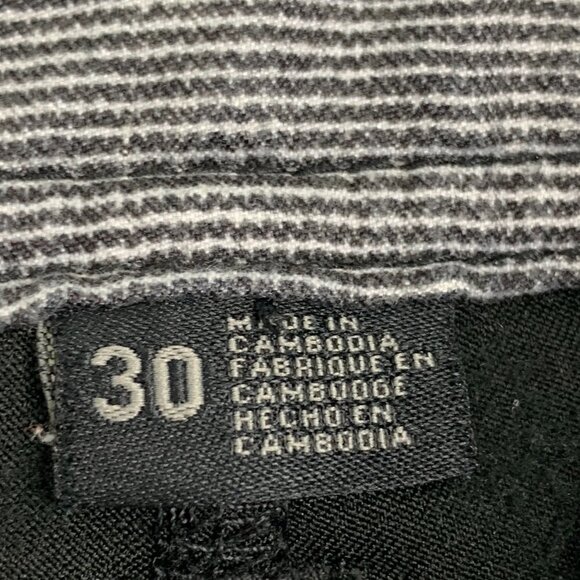 30
MADE IN
CAMBODIA
FABRIQUE EN
CAMBODGE
HECHO EN
CAMBODIA